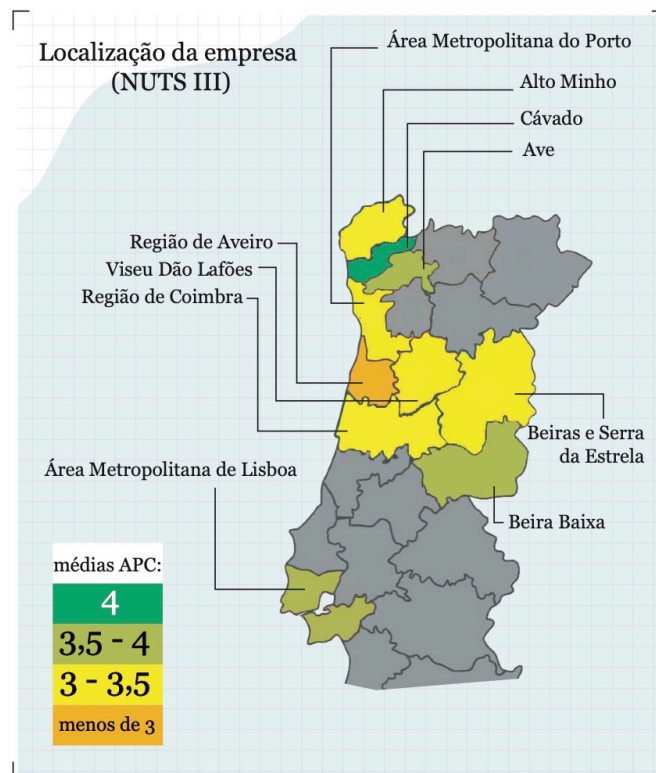 Localização da empresa
(NUTS III)
Área Metropolitana do Porto
Alto Minho
Cávado
Ave
Região de Aveiro
Viseu Dão Lafões
Região de Coimbra
Beiras e Serra
da Estrela
Área Metropolitana de Lisboa
Beira Baixa
médias APC:
4
3,5 - 4
3 - 3,5
menos de 3